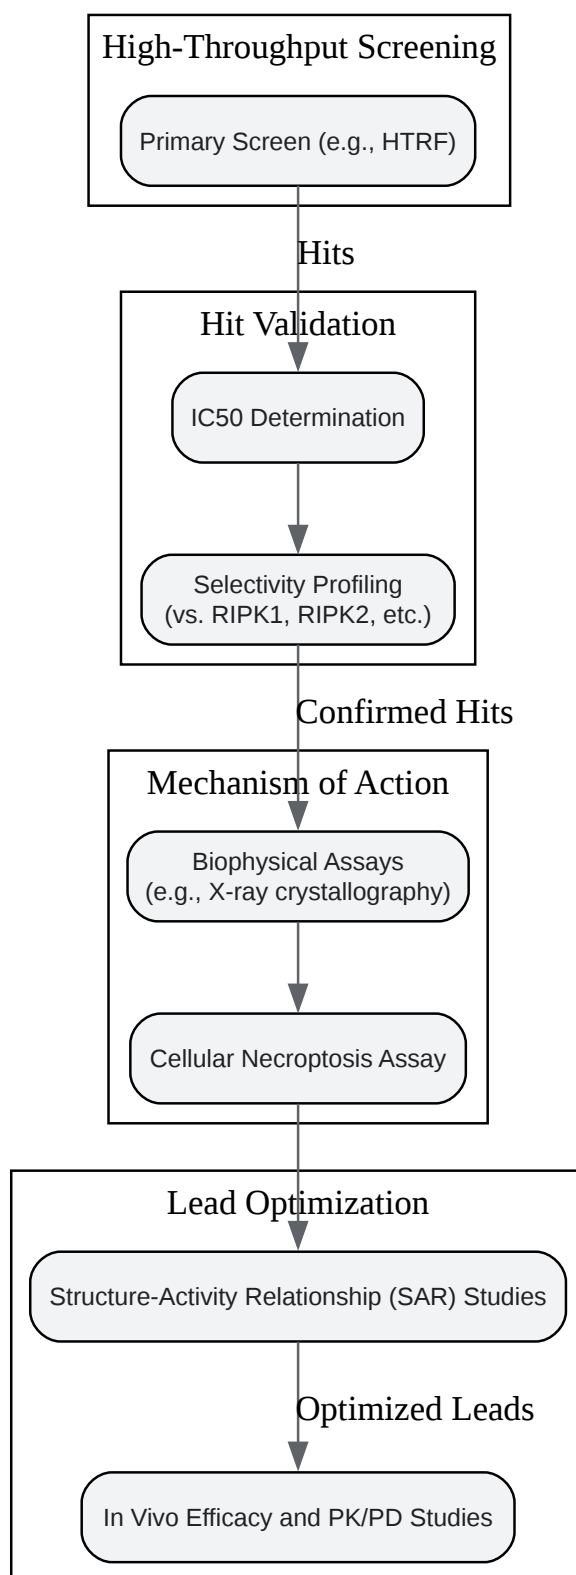 High-Throughput Screening
Primary Screen (e.g., HTRF)
Hits
Hit Validation
IC50 Determination
Selectivity Profiling
(vs. RIPK1, RIPK2, etc.)
Confirmed Hits
Mechanism of Action
Biophysical Assays
(e.g., X-ray crystallography)
Cellular Necroptosis Assay
Lead Optimization
Structure-Activity Relationship (SAR) Studies
Optimized Leads
In Vivo Efficacy and PK/PD Studies